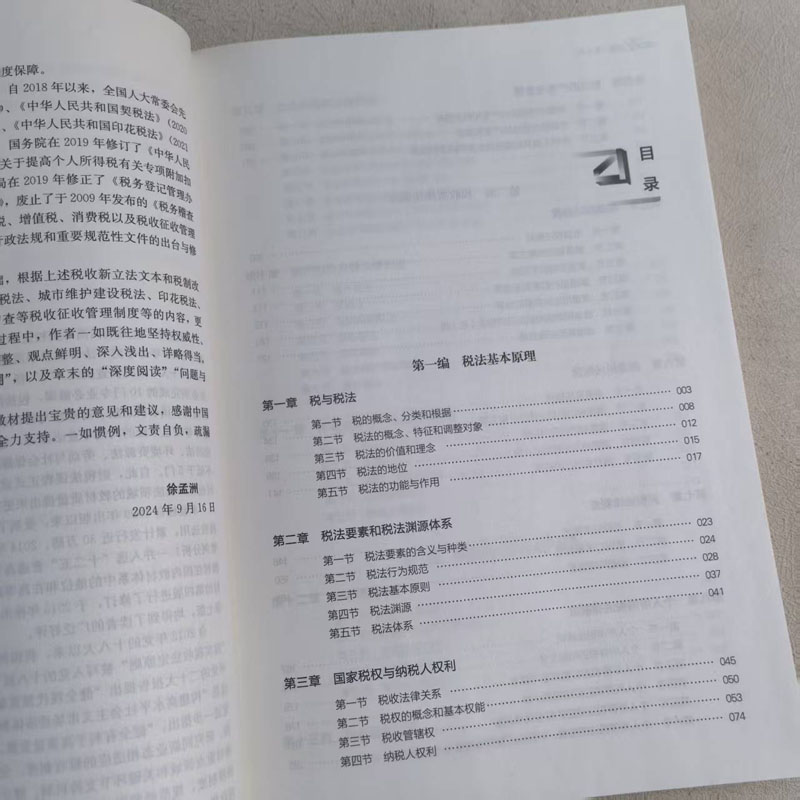 度保障。
自2018年以来，全国人大常委会先
、《中华人民共和国契税法》（2020
、《中华人民共和国印花税法》（2021
国务院在2019年修订了《中华人民
关于提高个人所得税有关专项附加扣
局在2019年修正了《税务登记管理办
，废止了于2009年发布的《税务稽查
税、增值税、消费税以及税收征收管理
行政法规和重要规范性文件的出台与修
，根据上述税收新立法文本和税制改
税法、城市维护建设税法、印花税法、
查等税收征收管理制度等的内容，更
过程中，作者一如既往地坚持权威性、
整、观点鲜明、深入浅出、详略得当。
”，以及章末的“深度阅读”“问题与
教材提出宝贵的意见和建议，感谢中国
全力支持。一如惯例，文责自负，疏漏
徐孟洲
2024年9月16日
目录
第一编 税法基本原理
第一章 税与税法
第一节 税的概念、分类和根据 003
第二节 税法的概念、特征和调整对象 008
第三节 税法的价值和理念 012
第四节 税法的地位 015
第五节 税法的功能与作用 017
第二章 税法要素和税法渊源体系
第一节 税法要素的含义与种类 023
第二节 税法行为规范 024
第三节 税法基本原则 028
第四节 税法渊源 037
第五节 税法体系 041
第三章 国家税权与纳税人权利
第一节 税收法律关系 045
第二节 税权的概念和基本权能 050
第三节 税收管辖权 053
第四节 纳税人权利 074